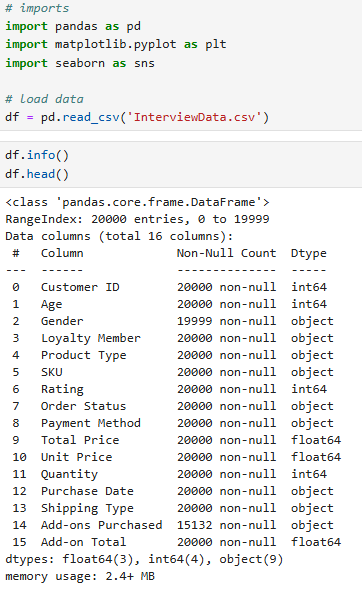 # imports
import pandas as pd
import matplotlib.pyplot as plt
import seaborn as sns
# load data
df = pd.read_csv('InterviewData.csv')
df.info()
df.head()
<class 'pandas.core.frame.DataFrame'>
RangeIndex: 20000 entries, 0 to 19999
Data columns (total 16 columns):
 #   Column            Non-Null Count  Dtype
---  ------            --------------  -----
 0   Customer ID       20000 non-null  int64
 1   Age               20000 non-null  int64
 2   Gender            19999 non-null  object
 3   Loyalty Member    20000 non-null  object
 4   Product Type      20000 non-null  object
 5   SKU               20000 non-null  object
 6   Rating            20000 non-null  int64
 7   Order Status      20000 non-null  object
 8   Payment Method    20000 non-null  object
 9   Total Price       20000 non-null  float64
 10  Unit Price        20000 non-null  float64
 11  Quantity          20000 non-null  int64
 12  Purchase Date     20000 non-null  object
 13  Shipping Type     20000 non-null  object
 14  Add-ons Purchased 15132 non-null  object
 15  Add-on Total      20000 non-null  float64
dtypes: float64(3), int64(4), object(9)
memory usage: 2.4+ MB